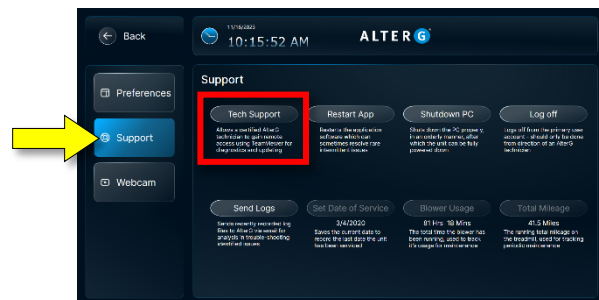 Back
11/16/2023
10:15:52 AM
ALTER G
Preferences
Support
Webcam
Support
Tech Support
Allows a certified AlterG
technician to gain remote
access using TeamViewer for
diagnostics and updating
Restart App
Restarts the application
software which can
sometimes resolve rare
intermittent issues
Shutdown PC
Shuts down the PC properly,
in an orderly manner, after
which the unit can be fully
powered down
Log off
Logs off from the primary user
account - should only be done
from direction of an AlterG
technician
Send Logs
Sends recently recorded log
files to AlterG via email for
analysis in trouble-shooting
identified issues
Set Date of Service
3/4/2020
Saves the current date to
record the last date the unit
has been serviced
Blower Usage
81 Hrs 18 Mins
The total time the blower has
been running, used to track
it's usage for maintenance
Total Mileage
41.5 Miles
The running total mileage on
the treadmill, used for tracking
periodic maintenance